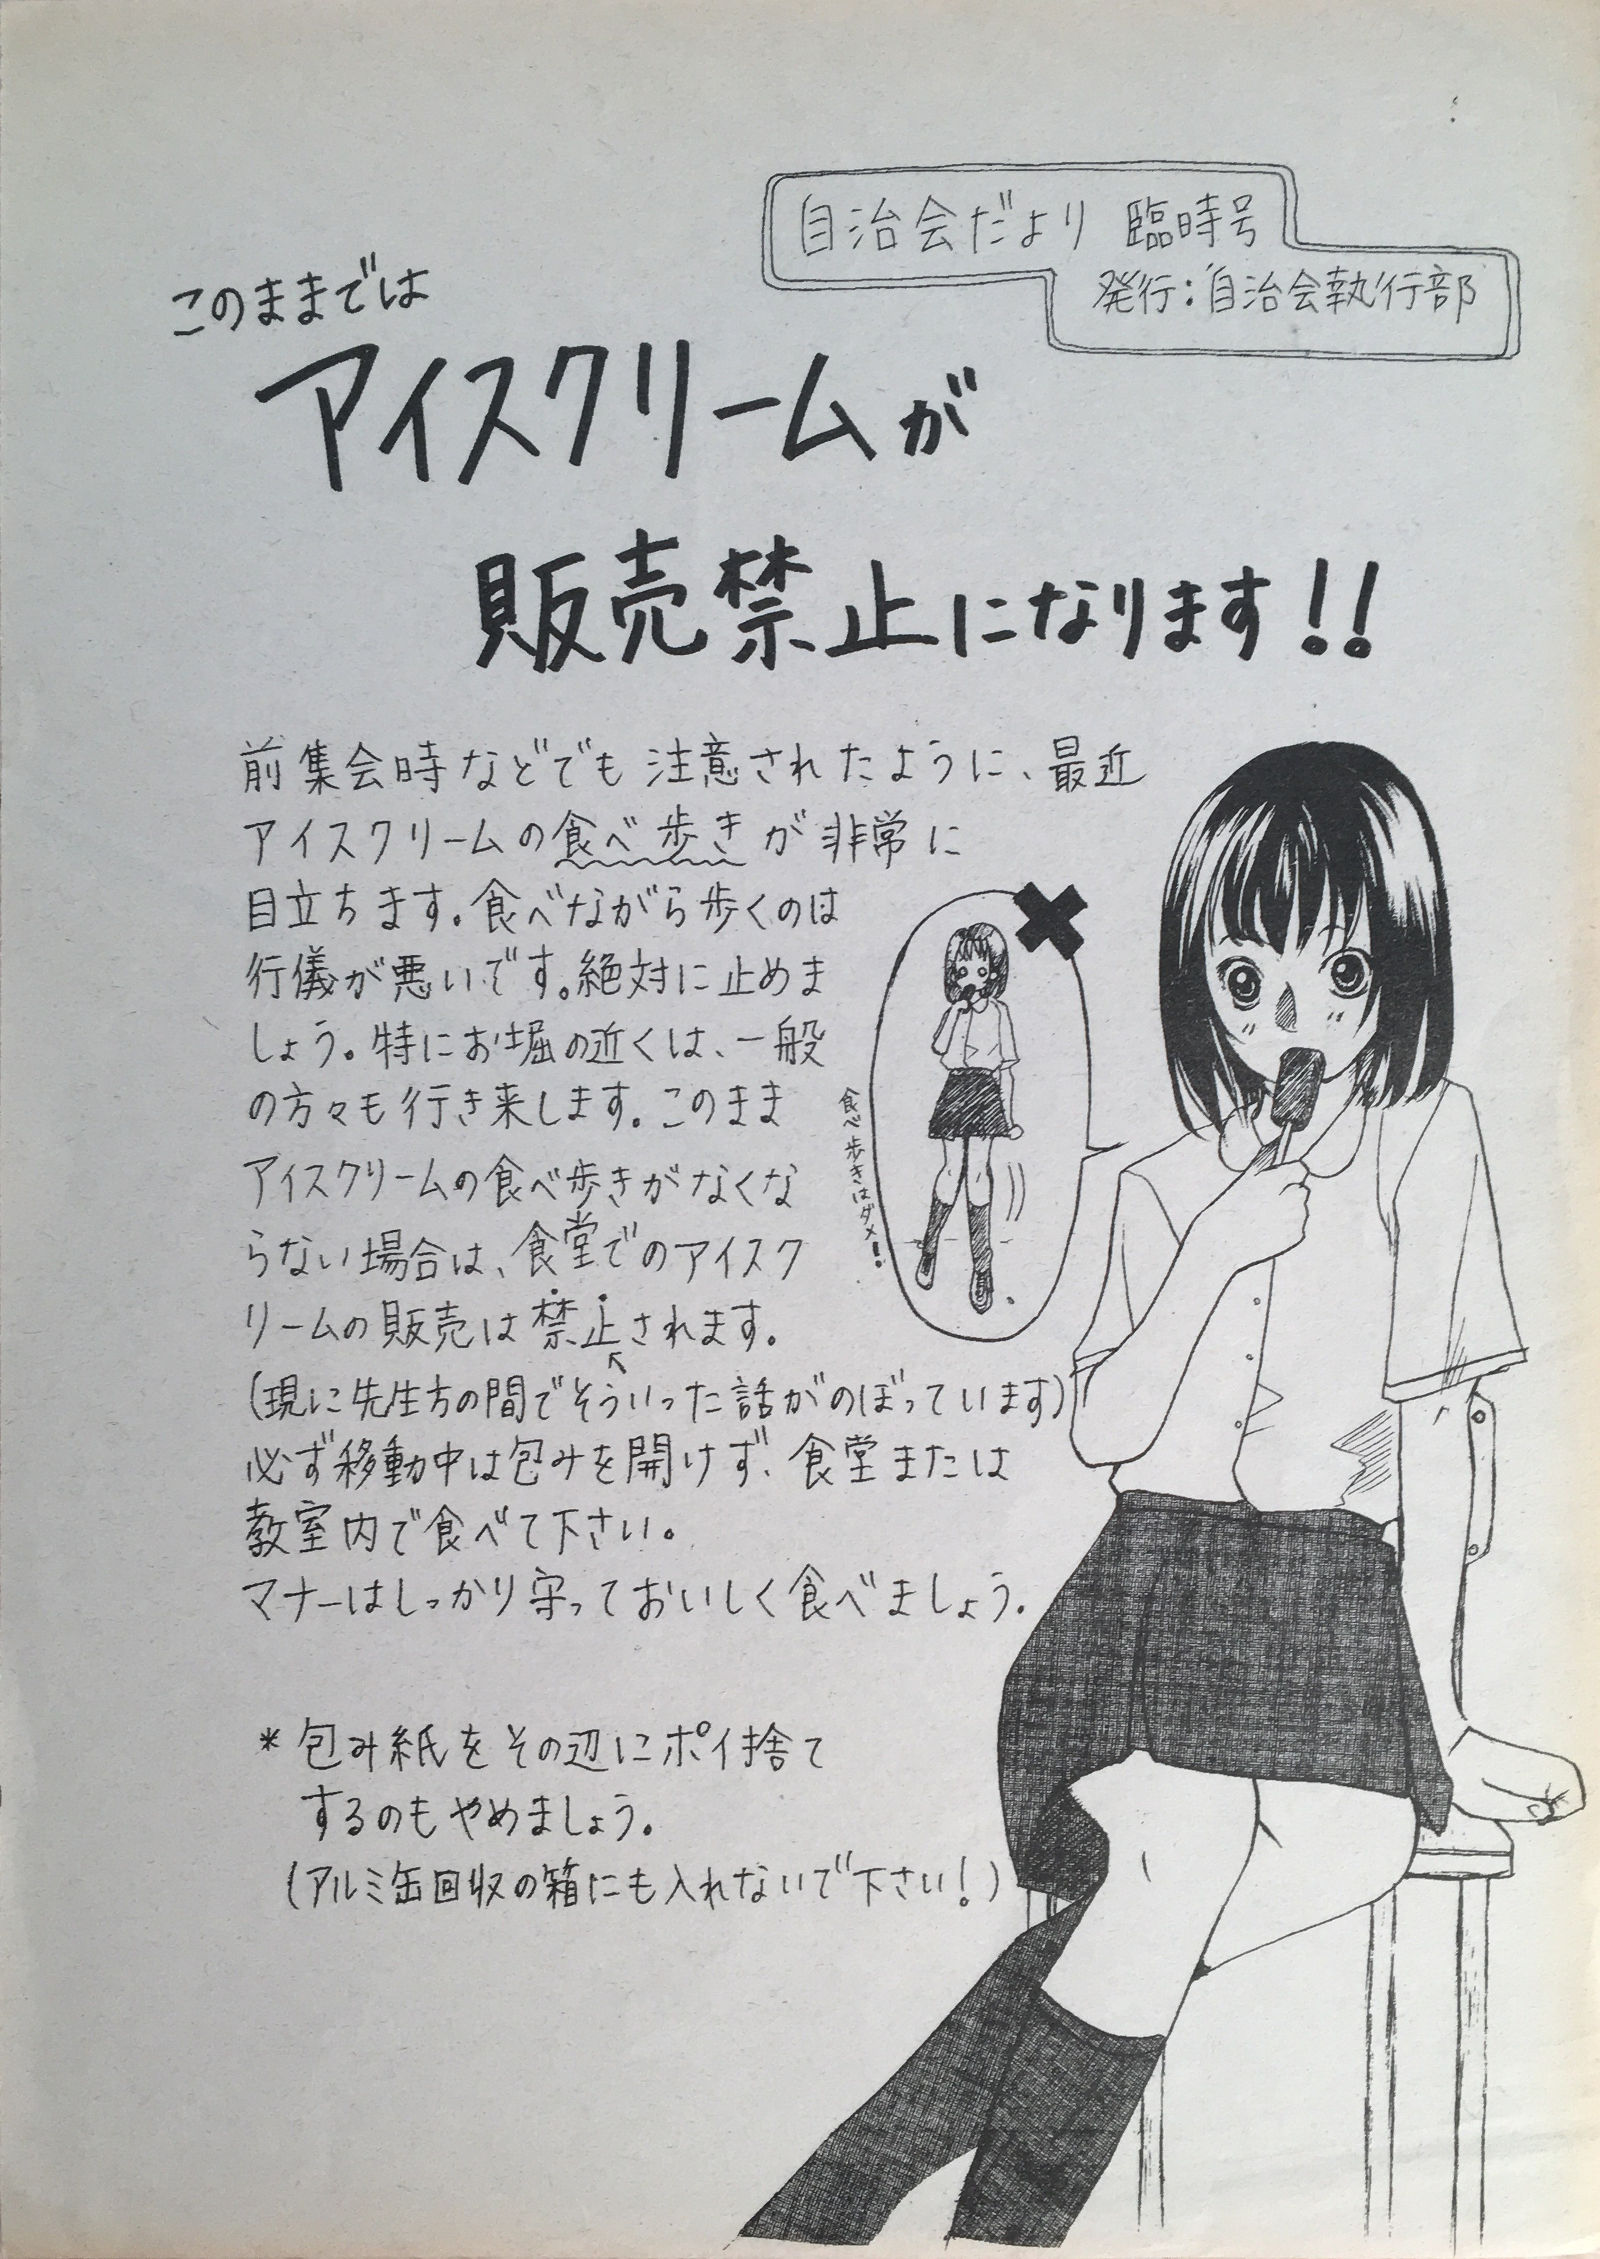 自治会だより 臨時号
発行:自治会執行部
このままでは
アイスクリームが
販売禁止になります!!
前集会時などでも注意されたように、最近
アイスクリームの食べ歩きが非常に
目立ちます。食べながら歩くのは
行儀が悪いです。絶対に止めま
しょう。特にお堀の近くは、一般
の方々も行き来します。このまま
アイスクリームの食べ歩きがなくな
らない場合は、食堂でのアイスク
リームの販売は禁止されます。
(現に先生方の間でそういった話がのぼっています)
必ず移動中は包みを開けず、食堂または
教室内で食べて下さい。
マナーはしっかり守っておいしく食べましょう。
食べ歩きはダメ!
*包み紙をその辺にポイ捨て
するのもやめましょう。
(アルミ缶回収の箱にも入れないで下さい!)